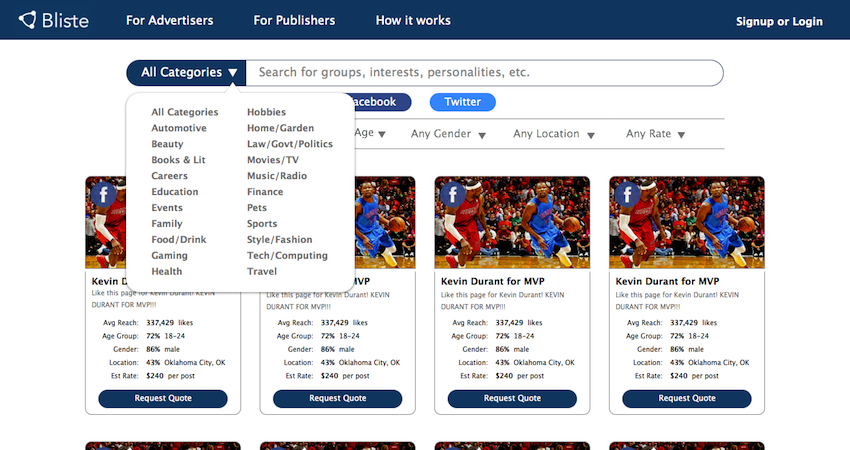 Bliste For Advertisers For Publishers How it works Signup or Login
All Categories ▼ Search for groups, interests, personalities, etc.
acebook Twitter
Age ▼ Any Gender ▼ Any Location ▼ Any Rate ▼
All Categories Hobbies
Automotive Home/Garden
Beauty Law/Govt/Politics
Books & Lit Movies/TV
Careers Music/Radio
Education Finance
Events Pets
Family Sports
Food/Drink Style/Fashion
Gaming Tech/Computing
Health Travel
Kevin D for MVP Kevin Durant for MVP Kevin Durant for MVP
Like this page for Kevin Durant! KEVIN Like this page for Kevin Durant! KEVIN Like this page for Kevin Durant! KEVIN Like this page for Kevin Durant! KEVIN
DURANT FOR MVP!!! DURANT FOR MVP!!! DURANT FOR MVP!!! DURANT FOR MVP!!!
Avg Reach: 337,429 likes Avg Reach: 337,429 likes Avg Reach: 337,429 likes Avg Reach: 337,429 likes
Age Group: 72% 18-24 Age Group: 72% 18-24 Age Group: 72% 18-24 Age Group: 72% 18-24
Gender: 86% male Gender: 86% male Gender: 86% male Gender: 86% male
Location: 43% Oklahoma City, OK Location: 43% Oklahoma City, OK Location: 43% Oklahoma City, OK Location: 43% Oklahoma City, OK
Est Rate: $240 per post Est Rate: $240 per post Est Rate: $240 per post Est Rate: $240 per post
Request Quote Request Quote Request Quote Request Quote